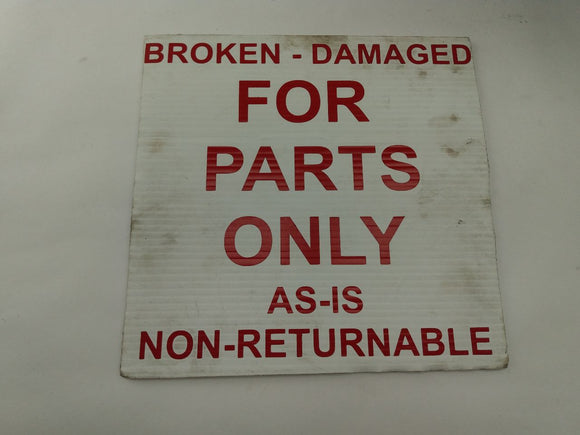 BROKEN - DAMAGED
FOR
PARTS
ONLY
AS-IS
NON-RETURNABLE